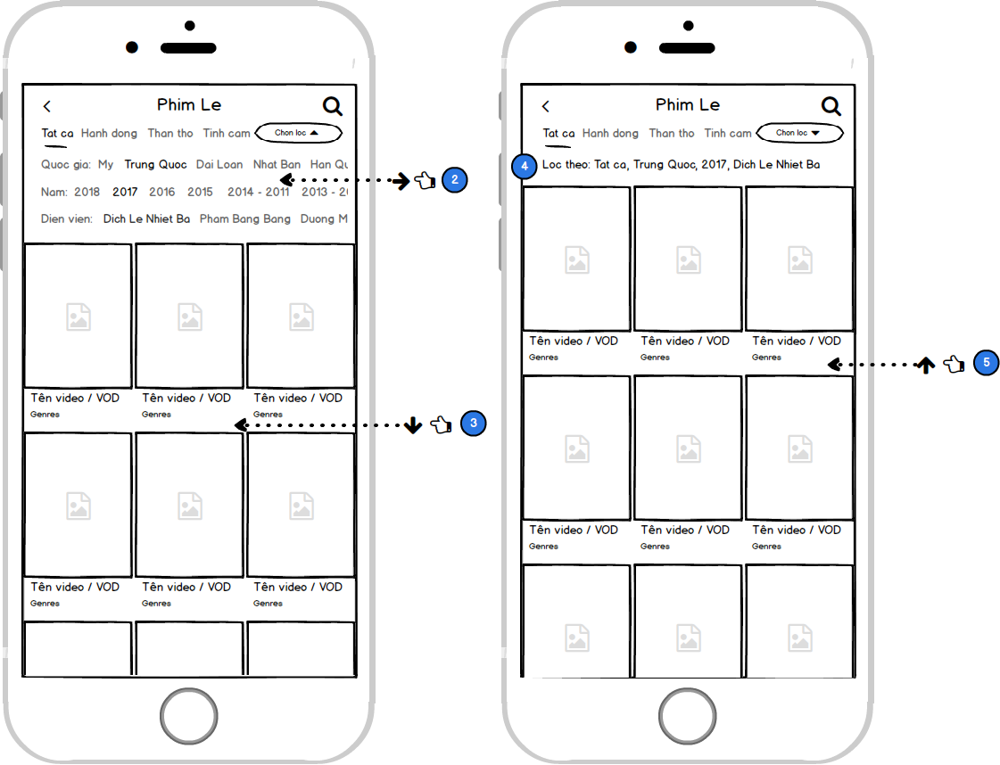 Phim Le
Tat ca Hanh dong Than tho Tinh cam Chon loc
Quoc gia: My Trung Quoc Dai Loan Nhat Ban Han Qu
2
Nam: 2018 2017 2016 2015 2014 - 2011 2013 - 20
Dien vien: Dich Le Nhiet Ba Pham Bang Bang Duong M
Tên video / VOD Tên video / VOD Tên video / VOD
Genres Genres Genres
3
Tên video / VOD Tên video / VOD Tên video / VOD
Genres Genres Genres
Phim Le
Tat ca Hanh dong Than tho Tinh cam Chon loc
4 Loc theo: Tat ca, Trung Quoc, 2017, Dich Le Nhiet Ba
Tên video / VOD Tên video / VOD Tên video / VOD
Genres Genres Genres
5
Tên video / VOD Tên video / VOD Tên video / VOD
Genres Genres Genres